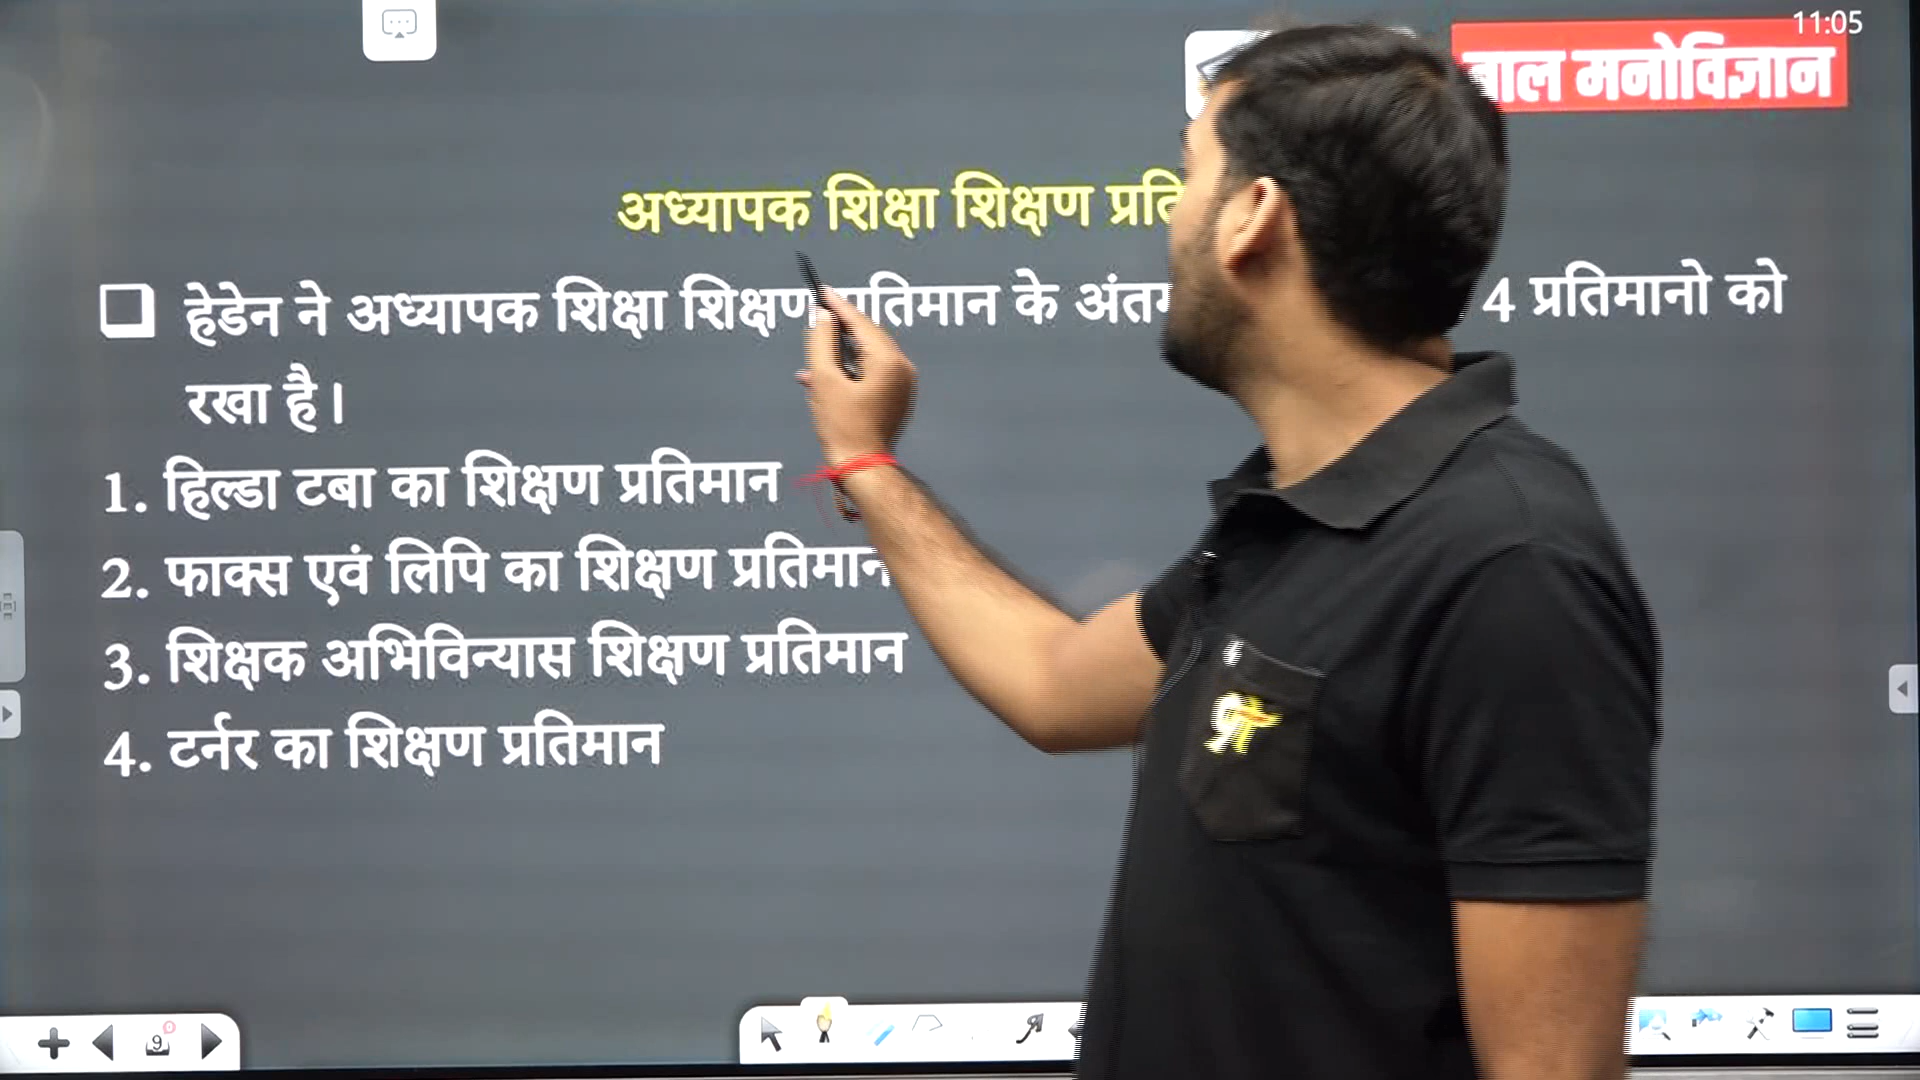 11:05
बाल मनोविज्ञान
अध्यापक शिक्षा शिक्षण
हेडेन ने अध्यापक शिक्षा शिक्षण प्रतिमान के 4 प्रतिमानो को
रखा है।
1. हिल्डा टबा का शिक्षण प्रतिमान
2. फाक्स एवं लिपि का शिक्षण प्रतिमान
3. शिक्षक अभिविन्यास शिक्षण प्रतिमान
4. टर्नर का शिक्षण प्रतिमान
9